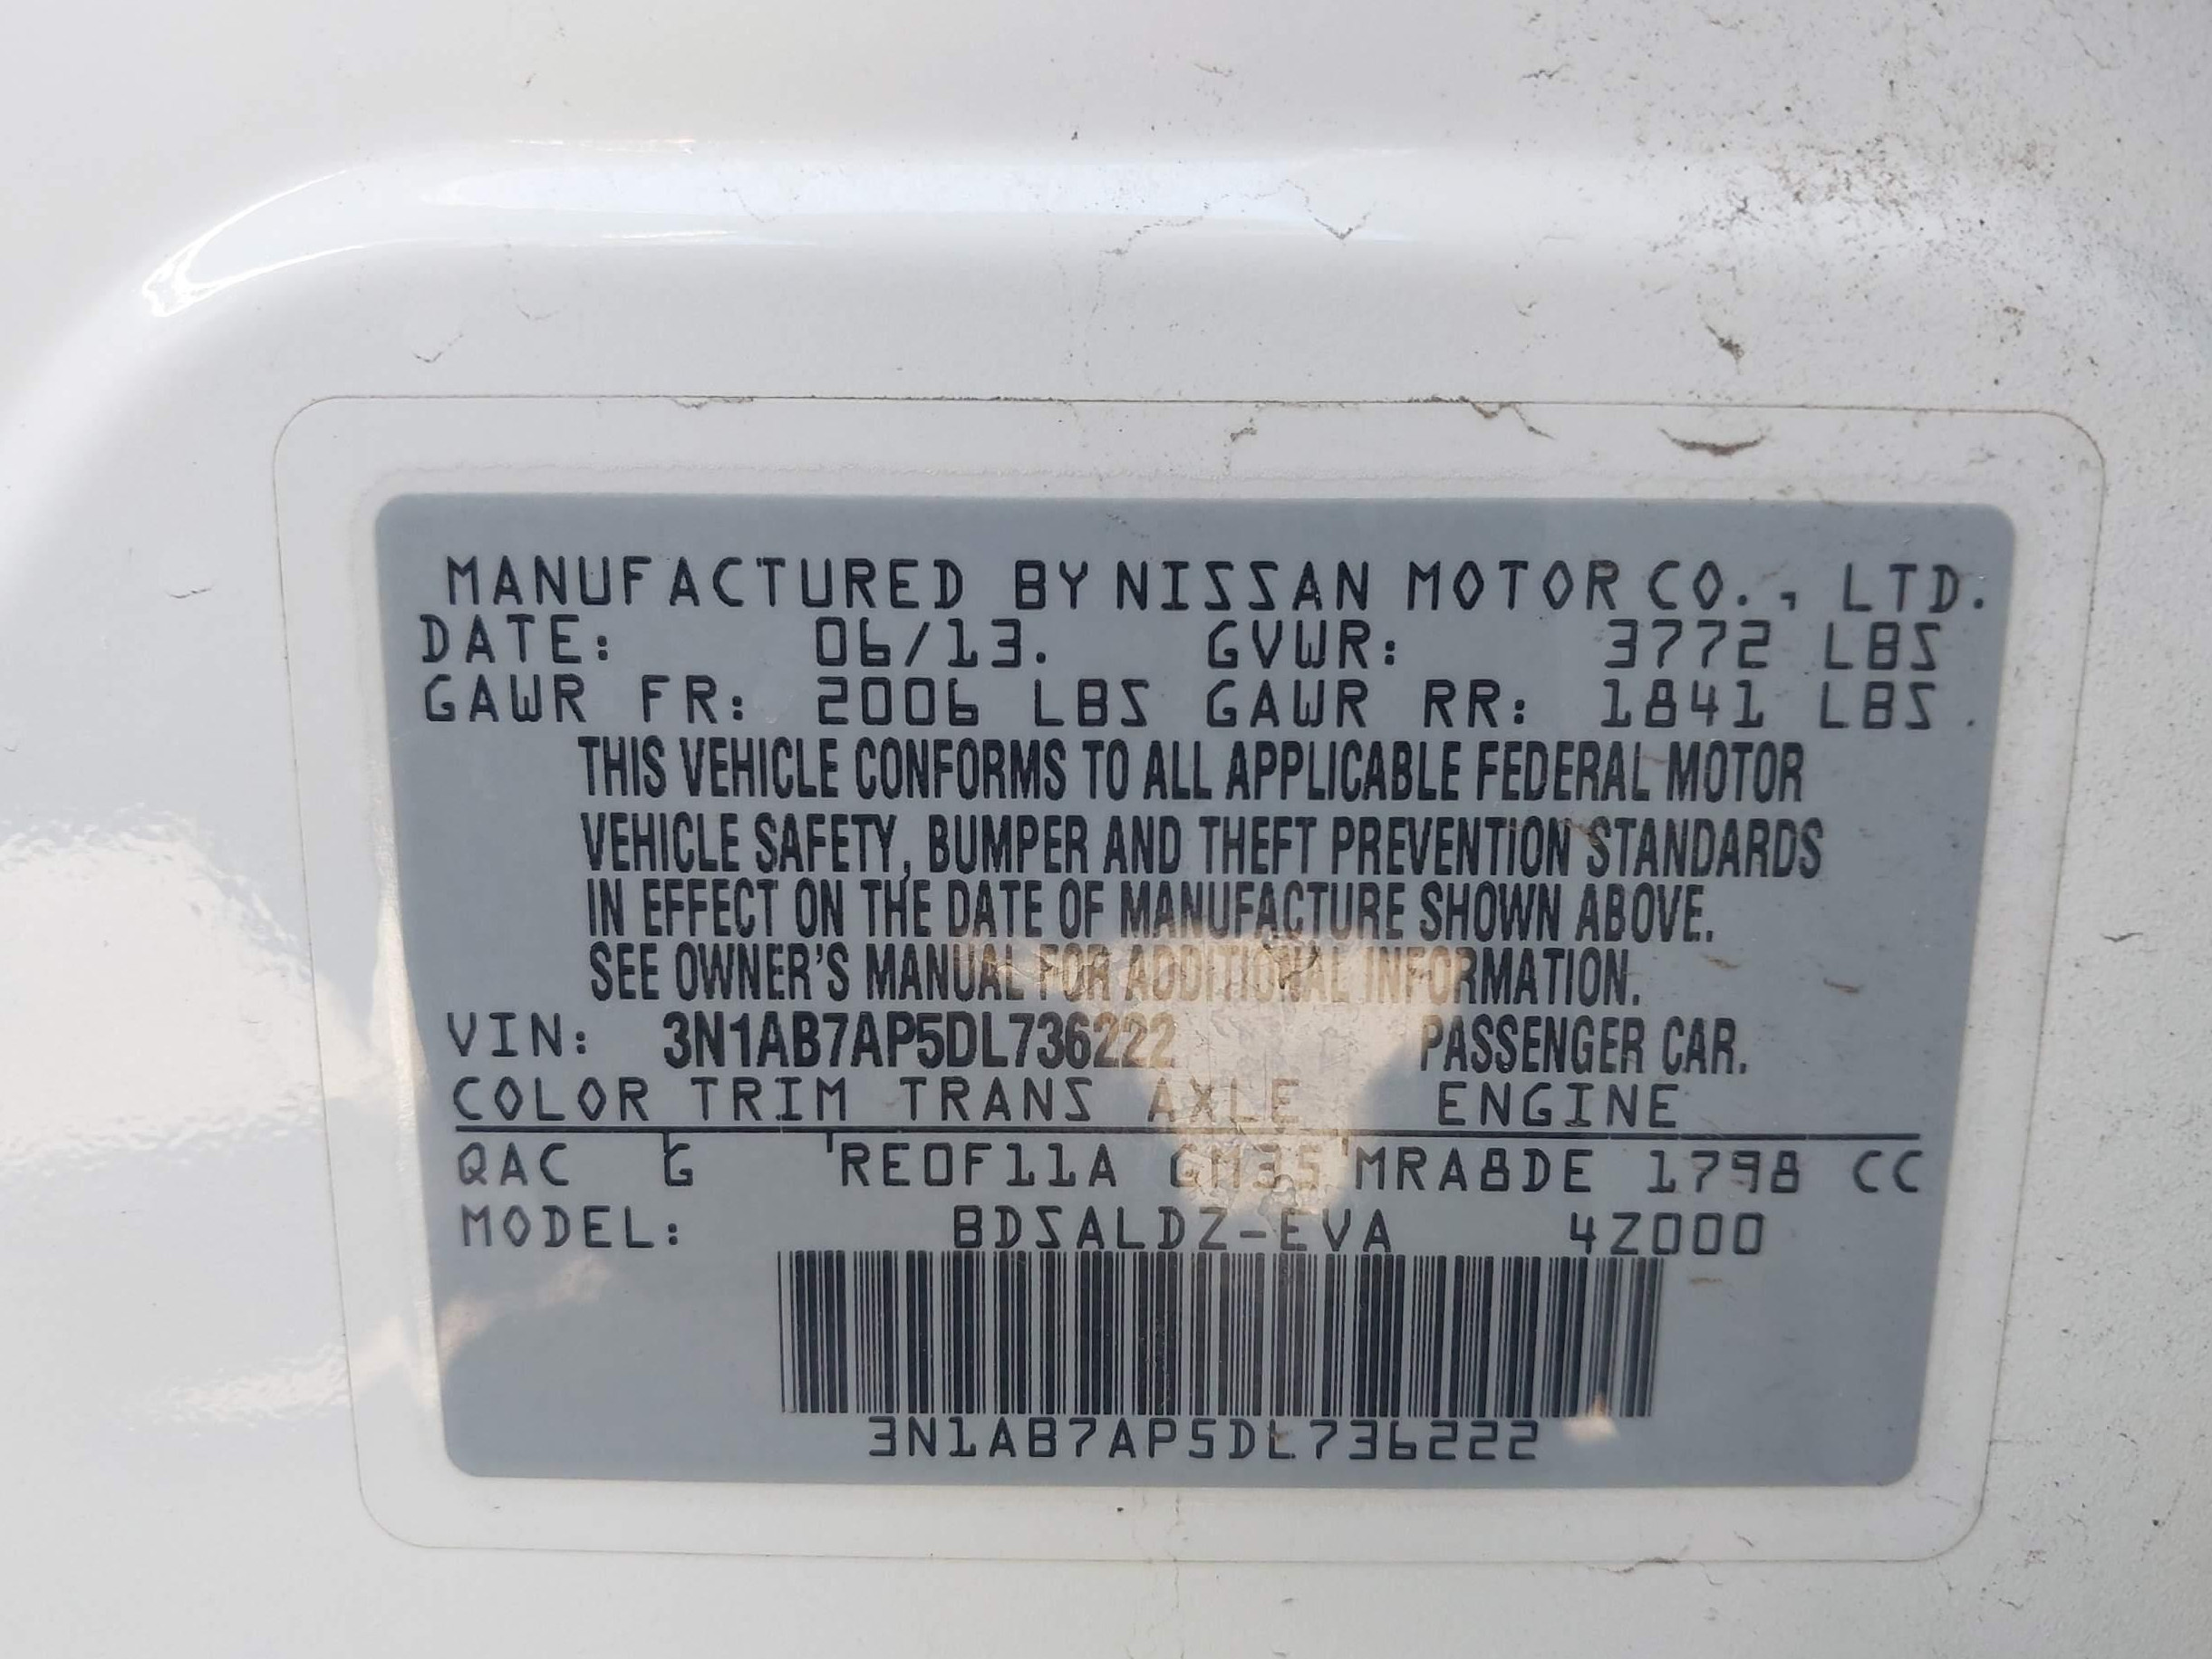 MANUFACTURED BY NISSAN MOTOR CO., LTD.
DATE: 06/13. GVWR: 3772 LBS
GAWR FR: 2006 LBS GAWR RR: 1841 LBS.
THIS VEHICLE CONFORMS TO ALL APPLICABLE FEDERAL MOTOR
VEHICLE SAFETY, BUMPER AND THEFT PREVENTION STANDARDS
IN EFFECT ON THE DATE OF MANUFACTURE SHOWN ABOVE.
SEE OWNER'S MANUAL FOR ADDITIONAL INFORMATION.
VIN: 3N1AB7AP5DL736222 PASSENGER CAR.
COLOR TRIM TRANS AXLE ENGINE
QAC G RE0F11A GM35 MRA8DE 1798 CC
MODEL: BDSALDZ-EVA 4Z000
3N1AB7AP5DL736222